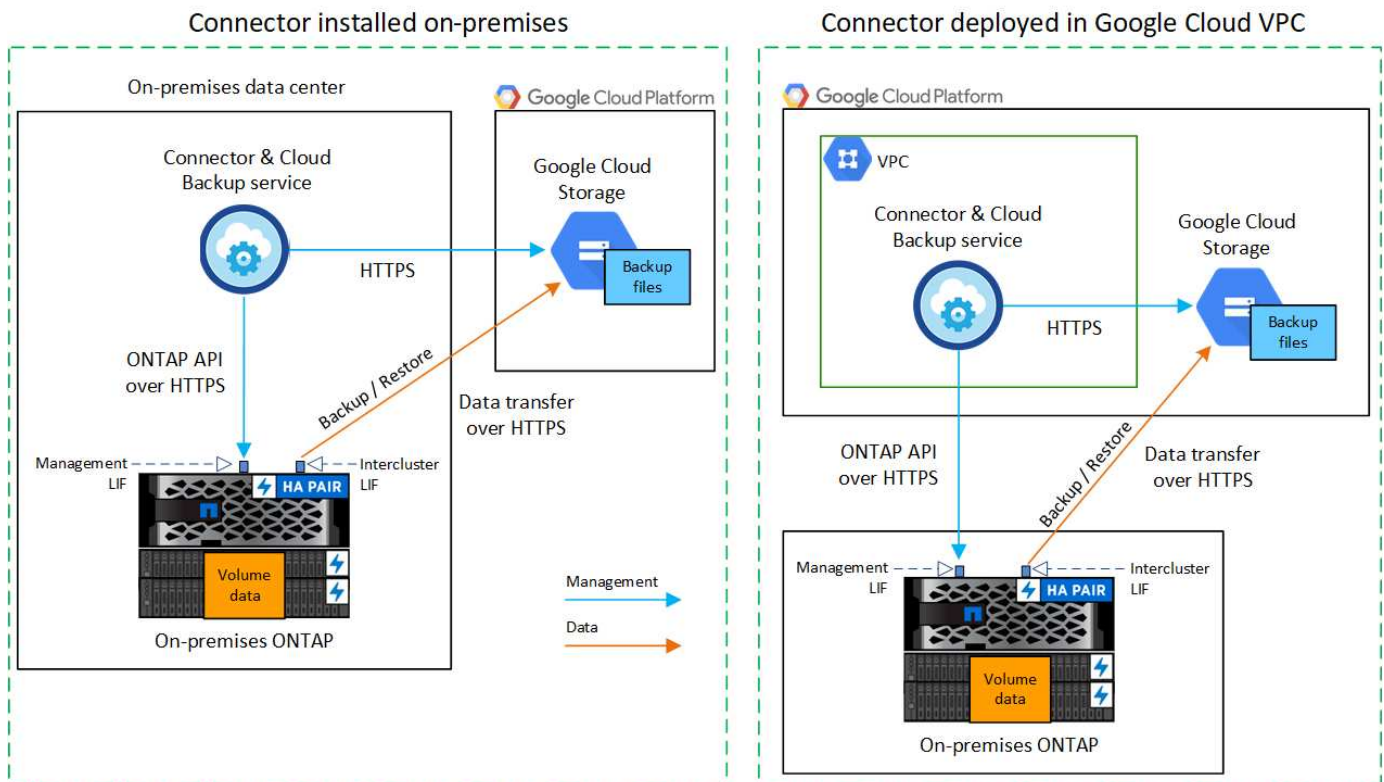 Connector installed on-premises
On-premises data center
Google Cloud Platform
Connector & Cloud
Backup service
Google Cloud
Storage
HTTPS
Backup
files
ONTAP API
over HTTPS
Backup / Restore
Data transfer
over HTTPS
Management
LIF
Intercluster
LIF
HA PAIR
Volume
data
On-premises ONTAP
Management
Data
Connector deployed in Google Cloud VPC
Google Cloud Platform
VPC
Connector & Cloud
Backup service
Google Cloud
Storage
HTTPS
Backup
files
ONTAP API
over HTTPS
Backup / Restore
Data transfer
over HTTPS
Management
LIF
Intercluster
LIF
HA PAIR
Volume
data
On-premises ONTAP